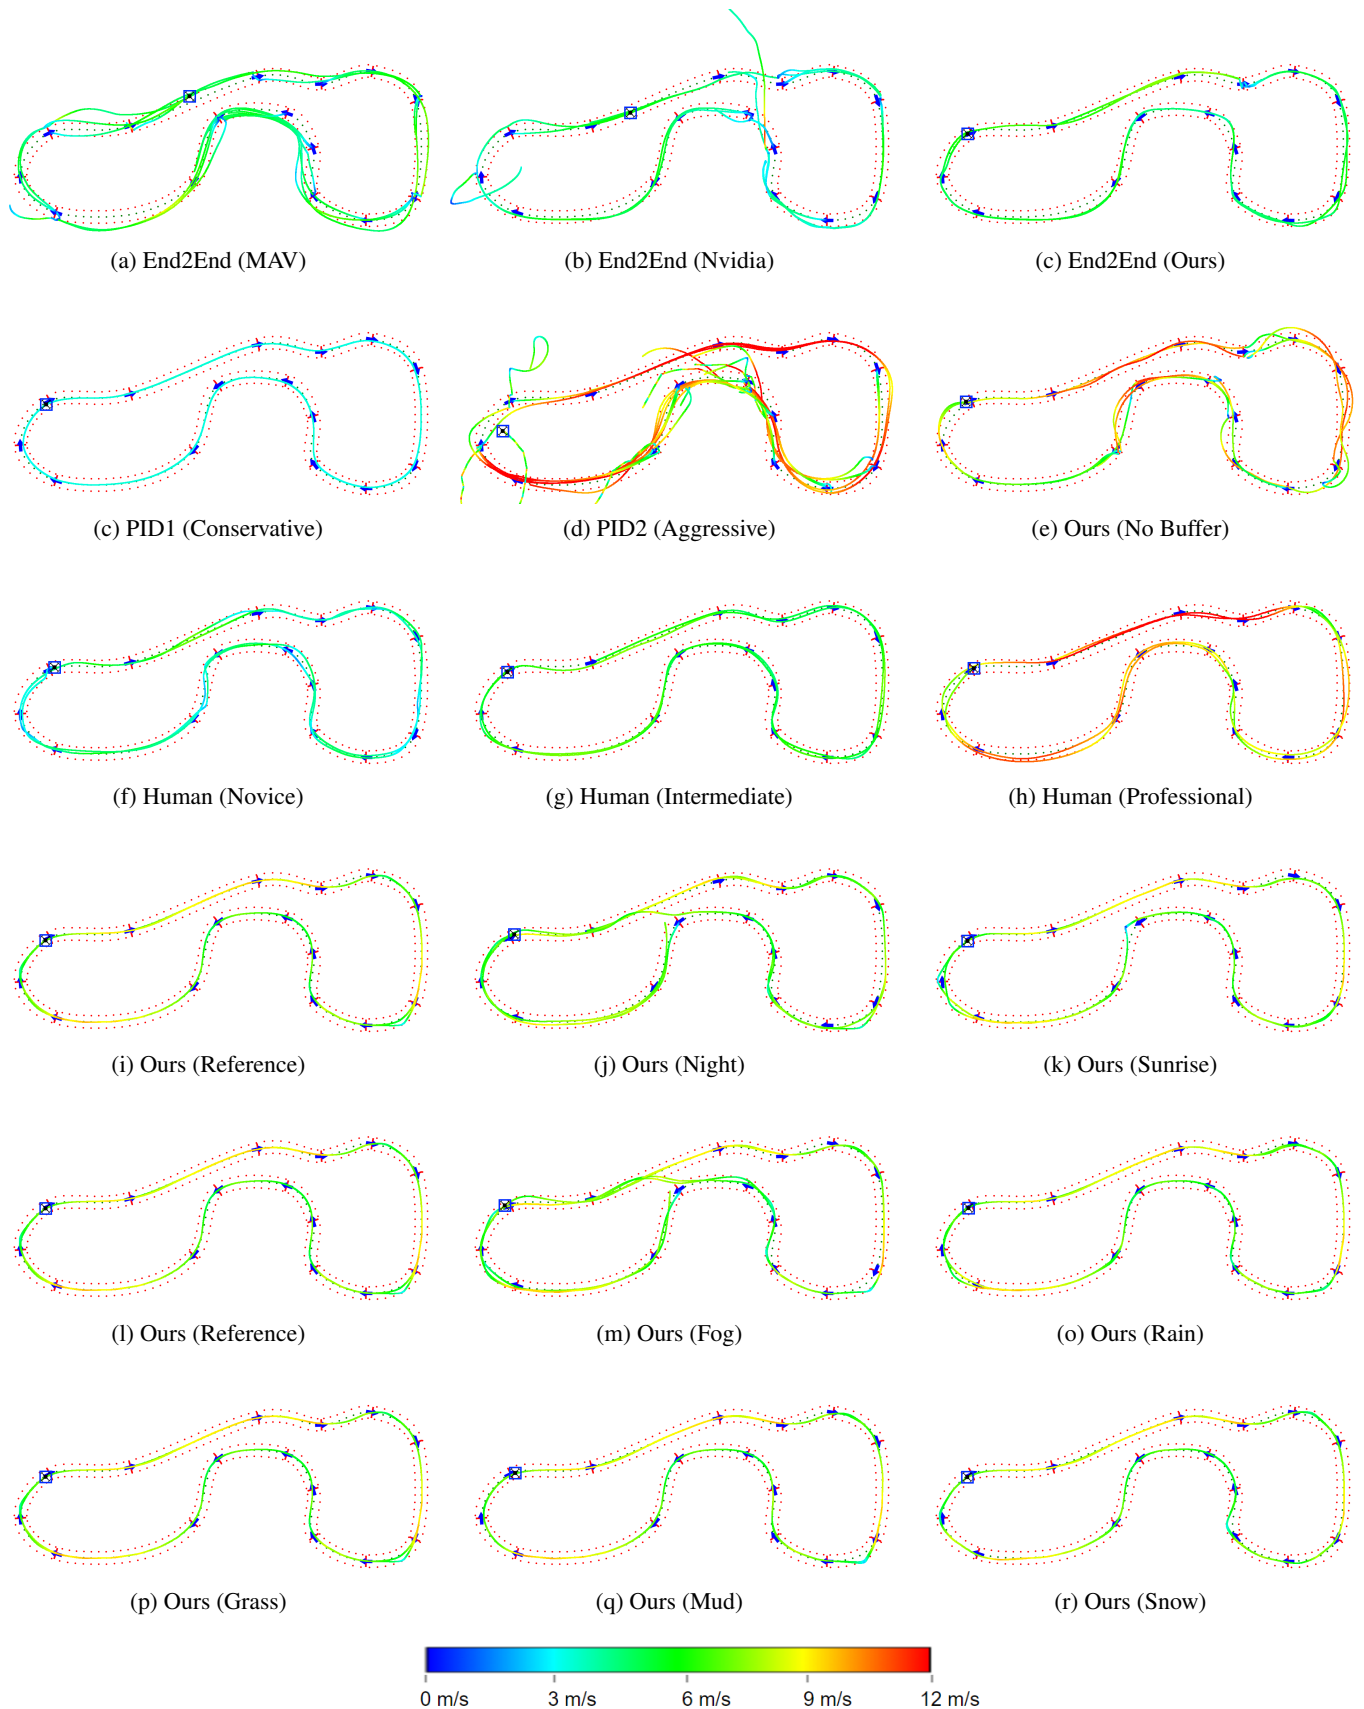 (a) End2End (MAV)
(b) End2End (Nvidia)
(c) End2End (Ours)
(c) PID1 (Conservative)
(d) PID2 (Aggressive)
(e) Ours (No Buffer)
(f) Human (Novice)
(g) Human (Intermediate)
(h) Human (Professional)
(i) Ours (Reference)
(j) Ours (Night)
(k) Ours (Sunrise)
(l) Ours (Reference)
(m) Ours (Fog)
(o) Ours (Rain)
(p) Ours (Grass)
(q) Ours (Mud)
(r) Ours (Snow)
0 m/s 3 m/s 6 m/s 9 m/s 12 m/s